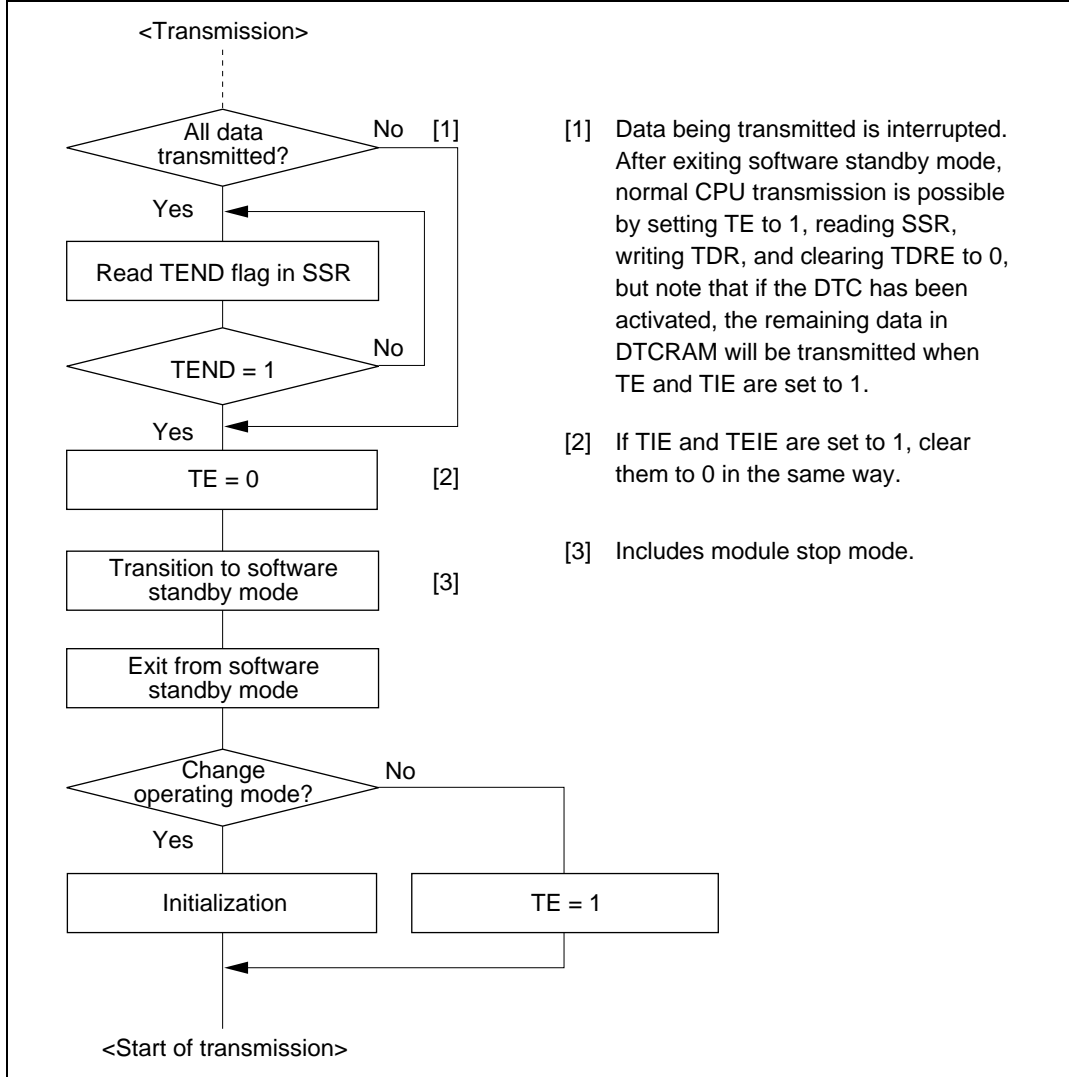 <Transmission>
All data
transmitted?
No
[1]
Yes
Read TEND flag in SSR
TEND = 1
No
Yes
TE = 0
[2]
Transition to software
standby mode
[3]
Exit from software
standby mode
Change
operating mode?
No
Yes
Initialization
TE = 1
<Start of transmission>
[1] Data being transmitted is interrupted.
After exiting software standby mode,
normal CPU transmission is possible
by setting TE to 1, reading SSR,
writing TDR, and clearing TDRE to 0,
but note that if the DTC has been
activated, the remaining data in
DTCRAM will be transmitted when
TE and TIE are set to 1.
[2] If TIE and TEIE are set to 1, clear
them to 0 in the same way.
[3] Includes module stop mode.